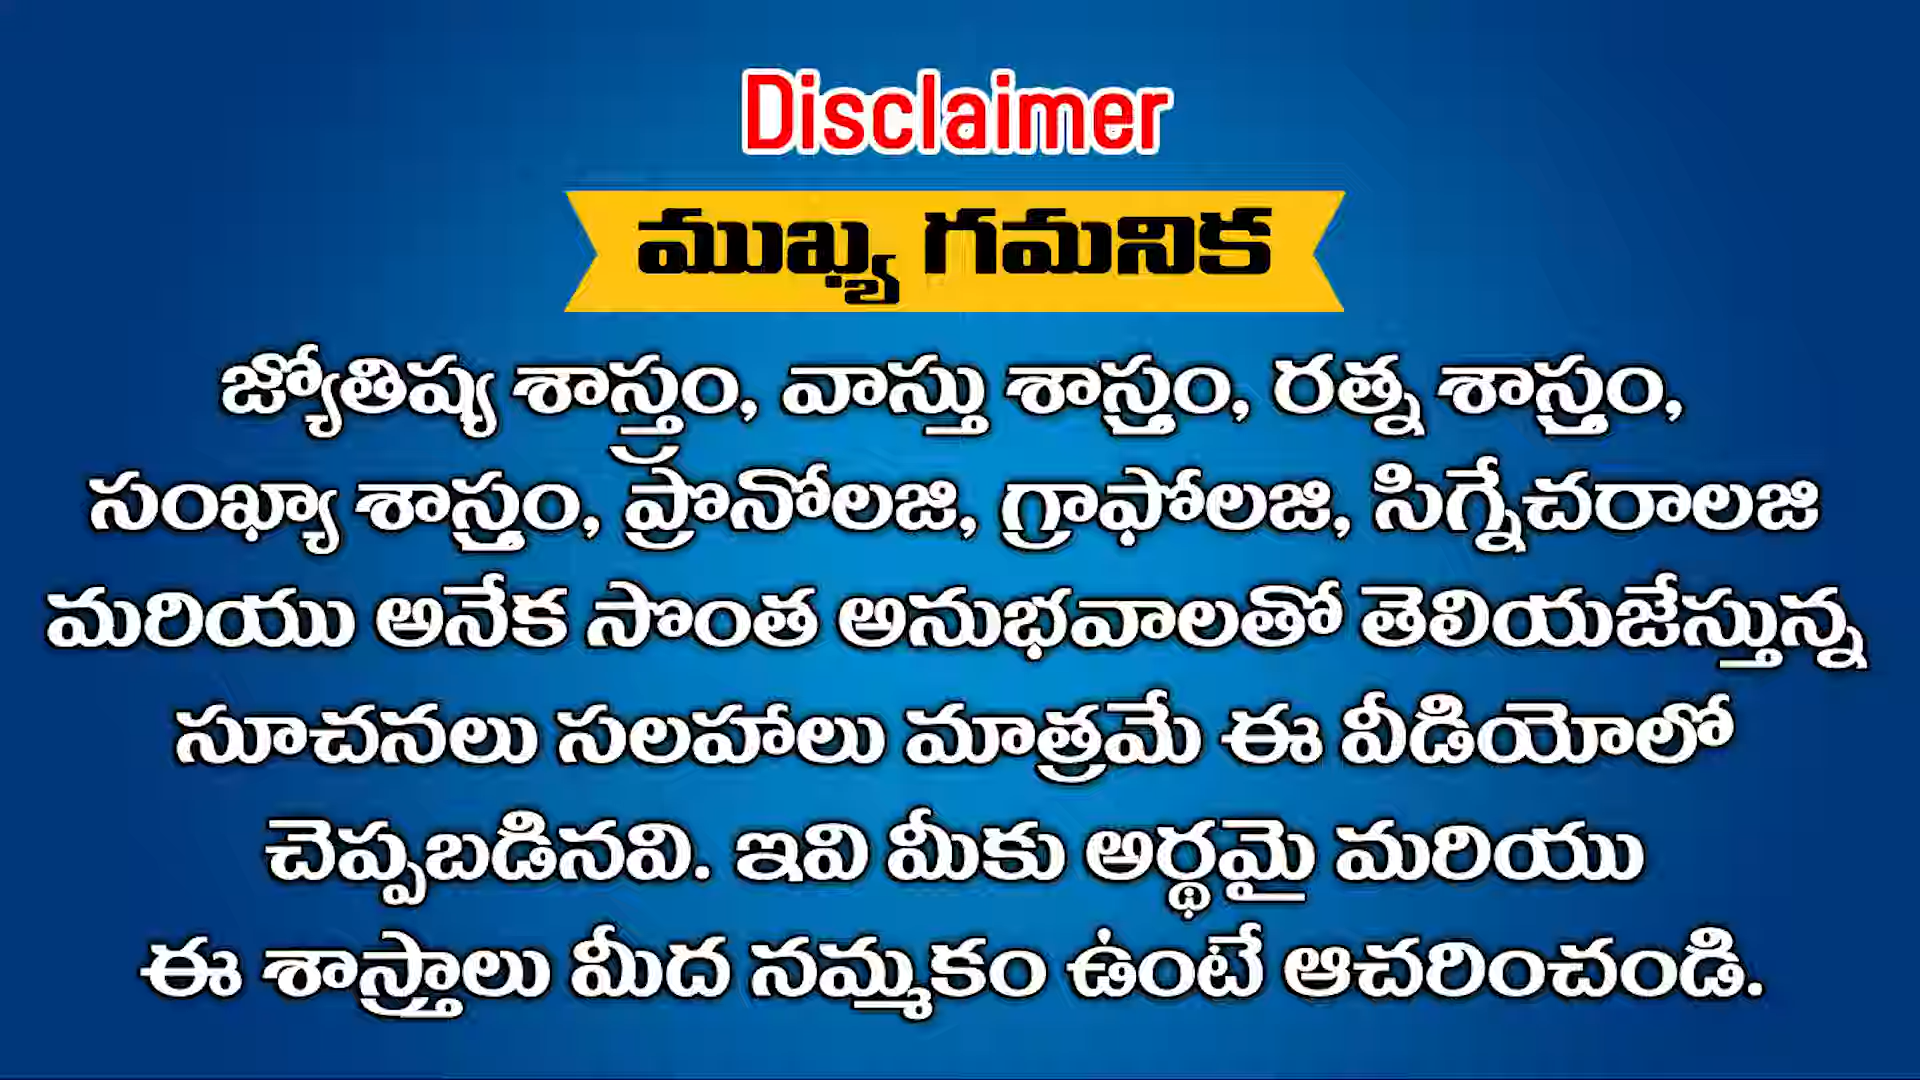 Disclaimer
ముఖ్య గమనిక
జ్యోతిష్య శాస్త్రం, వాస్తు శాస్త్రం, రత్న శాస్త్రం,
సంఖ్యా శాస్త్రం, ప్రొనోలజి, గ్రాఫోలజి, సిగ్నేచరాలజి
మరియు అనేక సొంత అనుభవాలతో తెలియజేస్తున్న
సూచనలు సలహాలు మాత్రమే ఈ వీడియోలో
చెప్పబడినవి. ఇవి మీకు అర్థమై మరియు
ఈ శాస్త్రాలు మీద నమ్మకం ఉంటే ఆచరించండి.